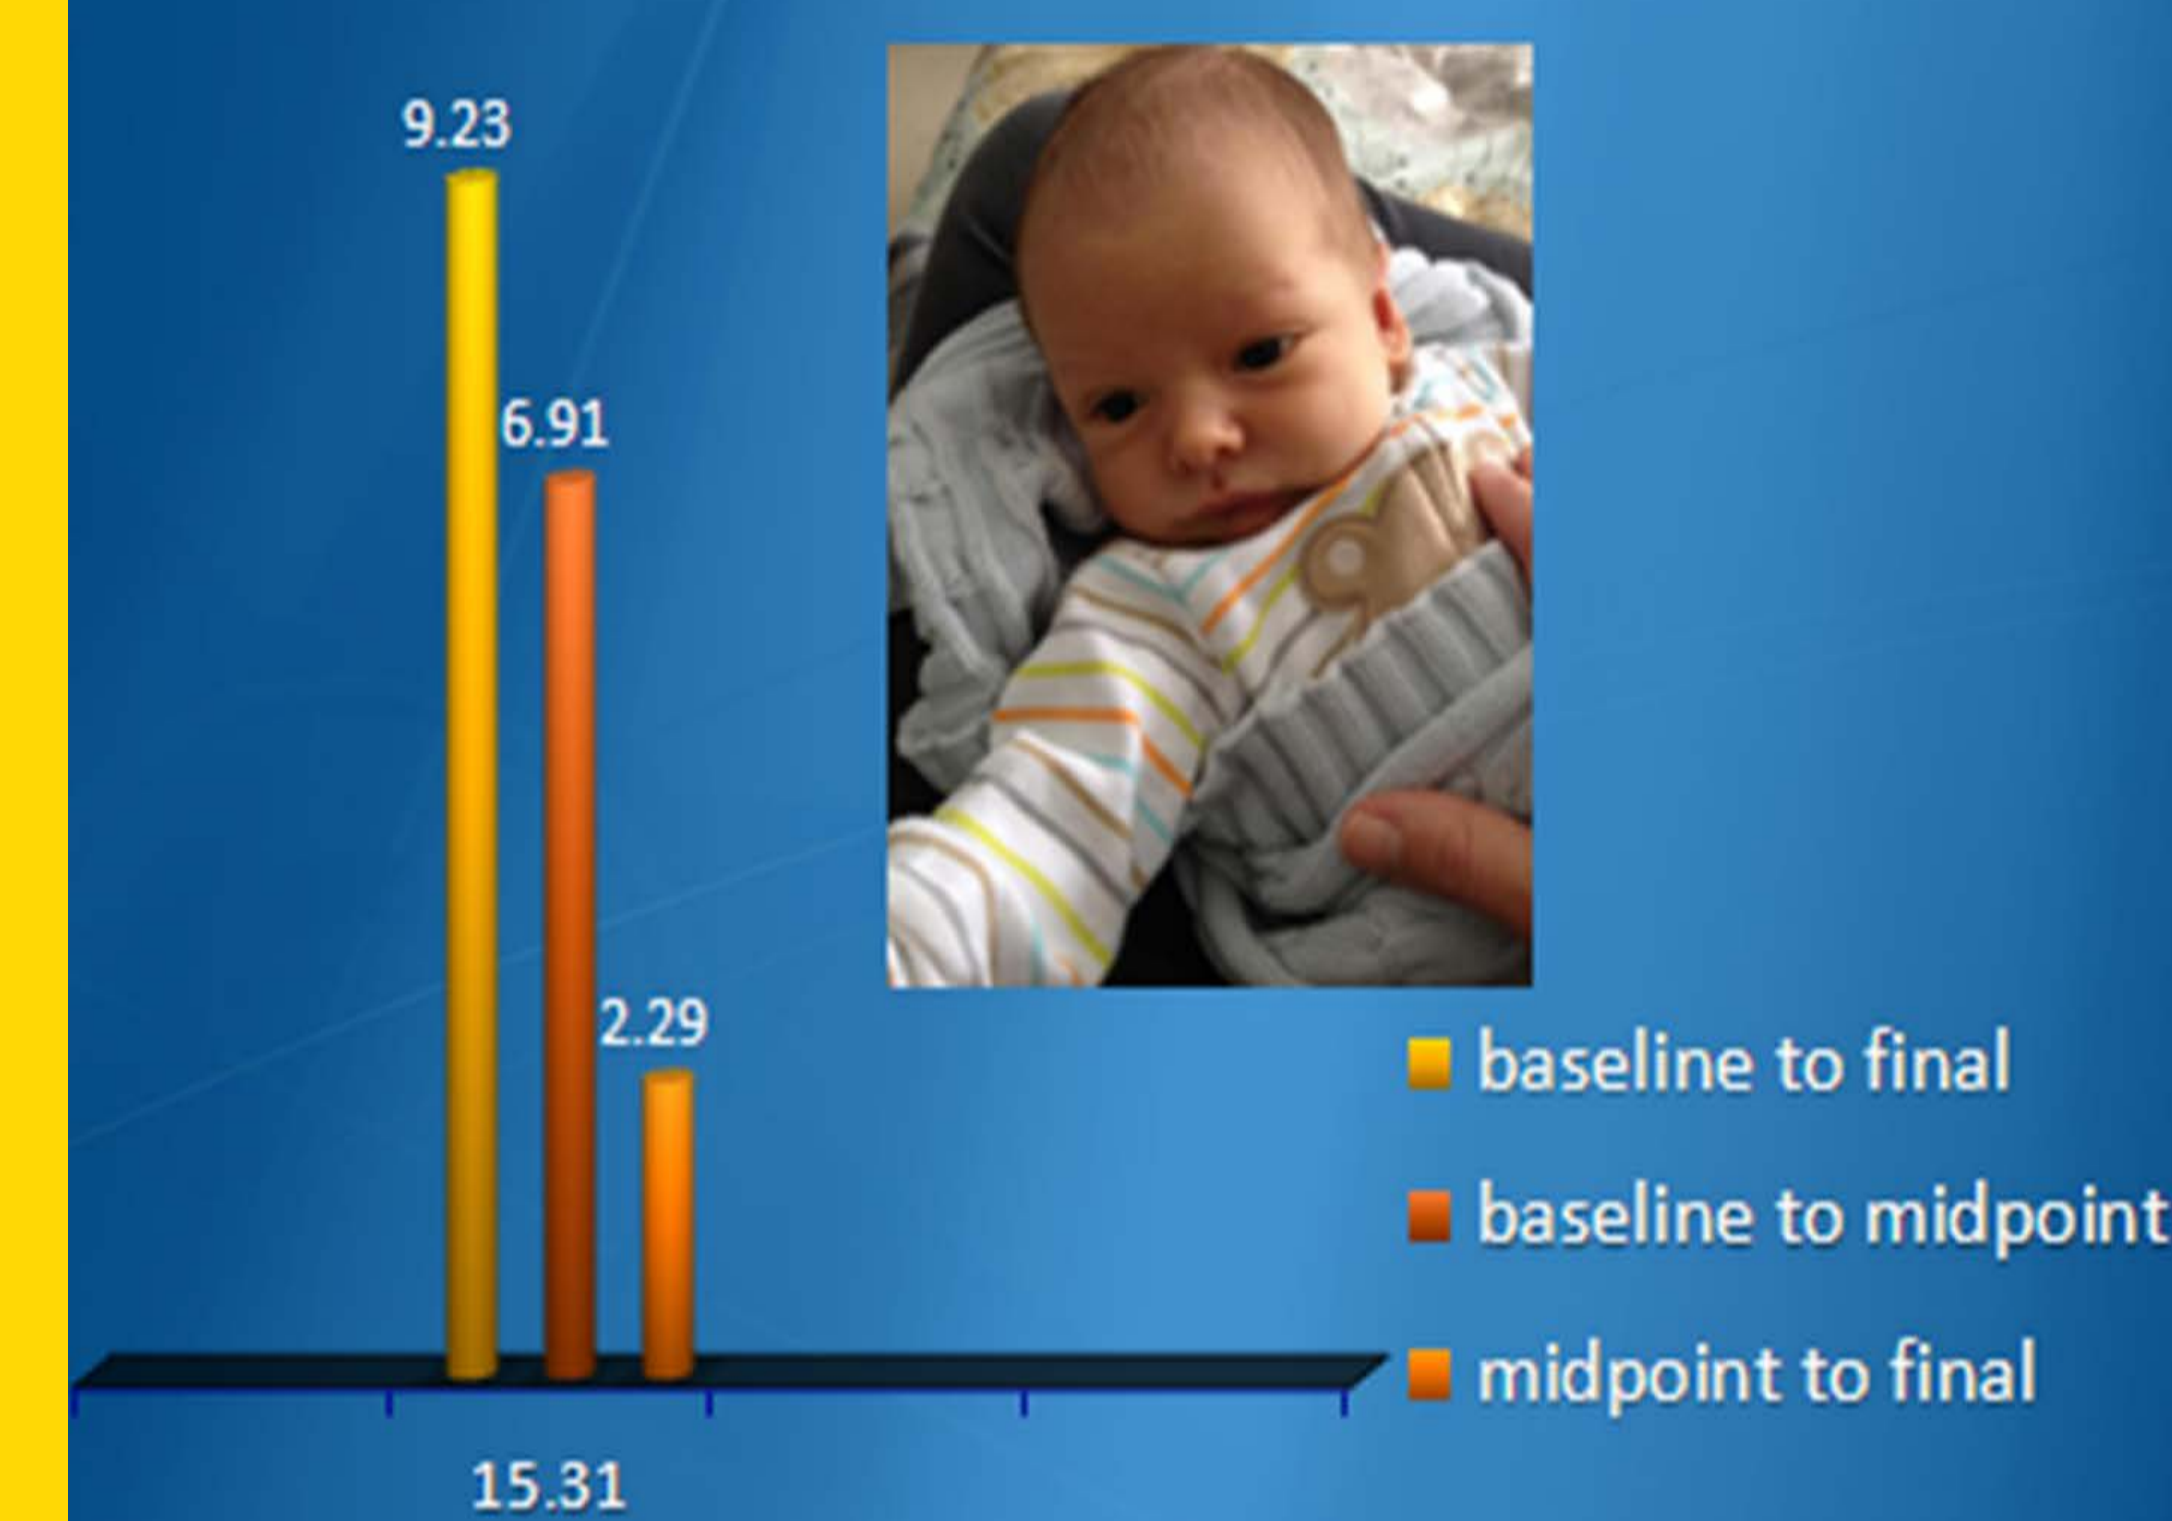 9.23
6.91
2.29
baseline to final
baseline to midpoint
midpoint to final
15.31